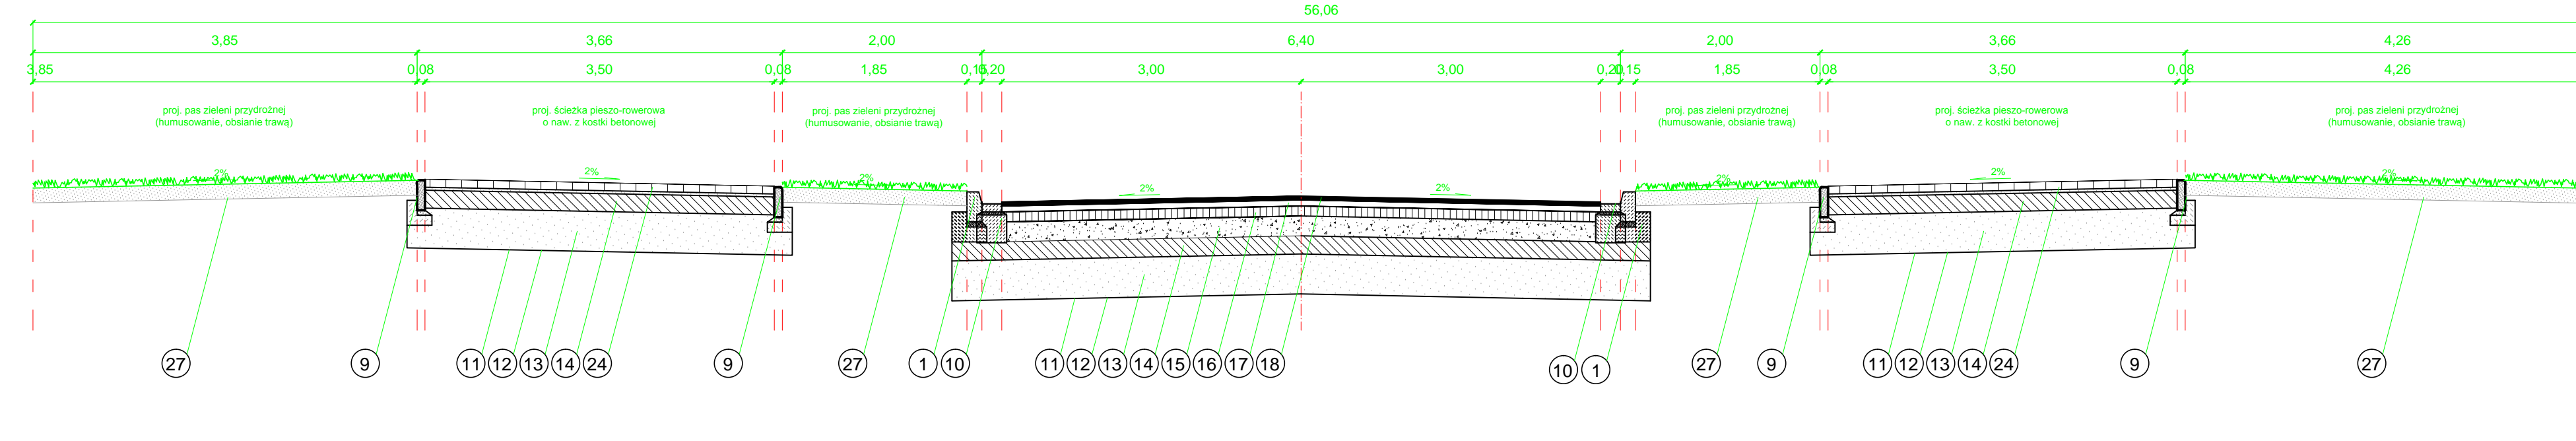 56,06
3,85 3,66 2,00 6,40 2,00 3,66 4,26
3,85 0,08 3,50 0,08 1,85 0,15 0,20 3,00 3,00 0,20 0,15 1,85 0,08 3,50 0,08 4,26
proj. pas zieleni przydrożnej
(humusowanie, obsianie trawą)
proj. ścieżka pieszo-rowerowa
o naw. z kostki betonowej
proj. pas zieleni przydrożnej
(humusowanie, obsianie trawą)
proj. pas zieleni przydrożnej
(humusowanie, obsianie trawą)
proj. ścieżka pieszo-rowerowa
o naw. z kostki betonowej
proj. pas zieleni przydrożnej
(humusowanie, obsianie trawą)
2% 2% 2% 2% 2% 2% 2% 2%
27 9 11 12 13 14 24 9 27 1 10 11 12 13 14 15 16 17 18 10 1 27 9 11 12 13 14 24 9 27